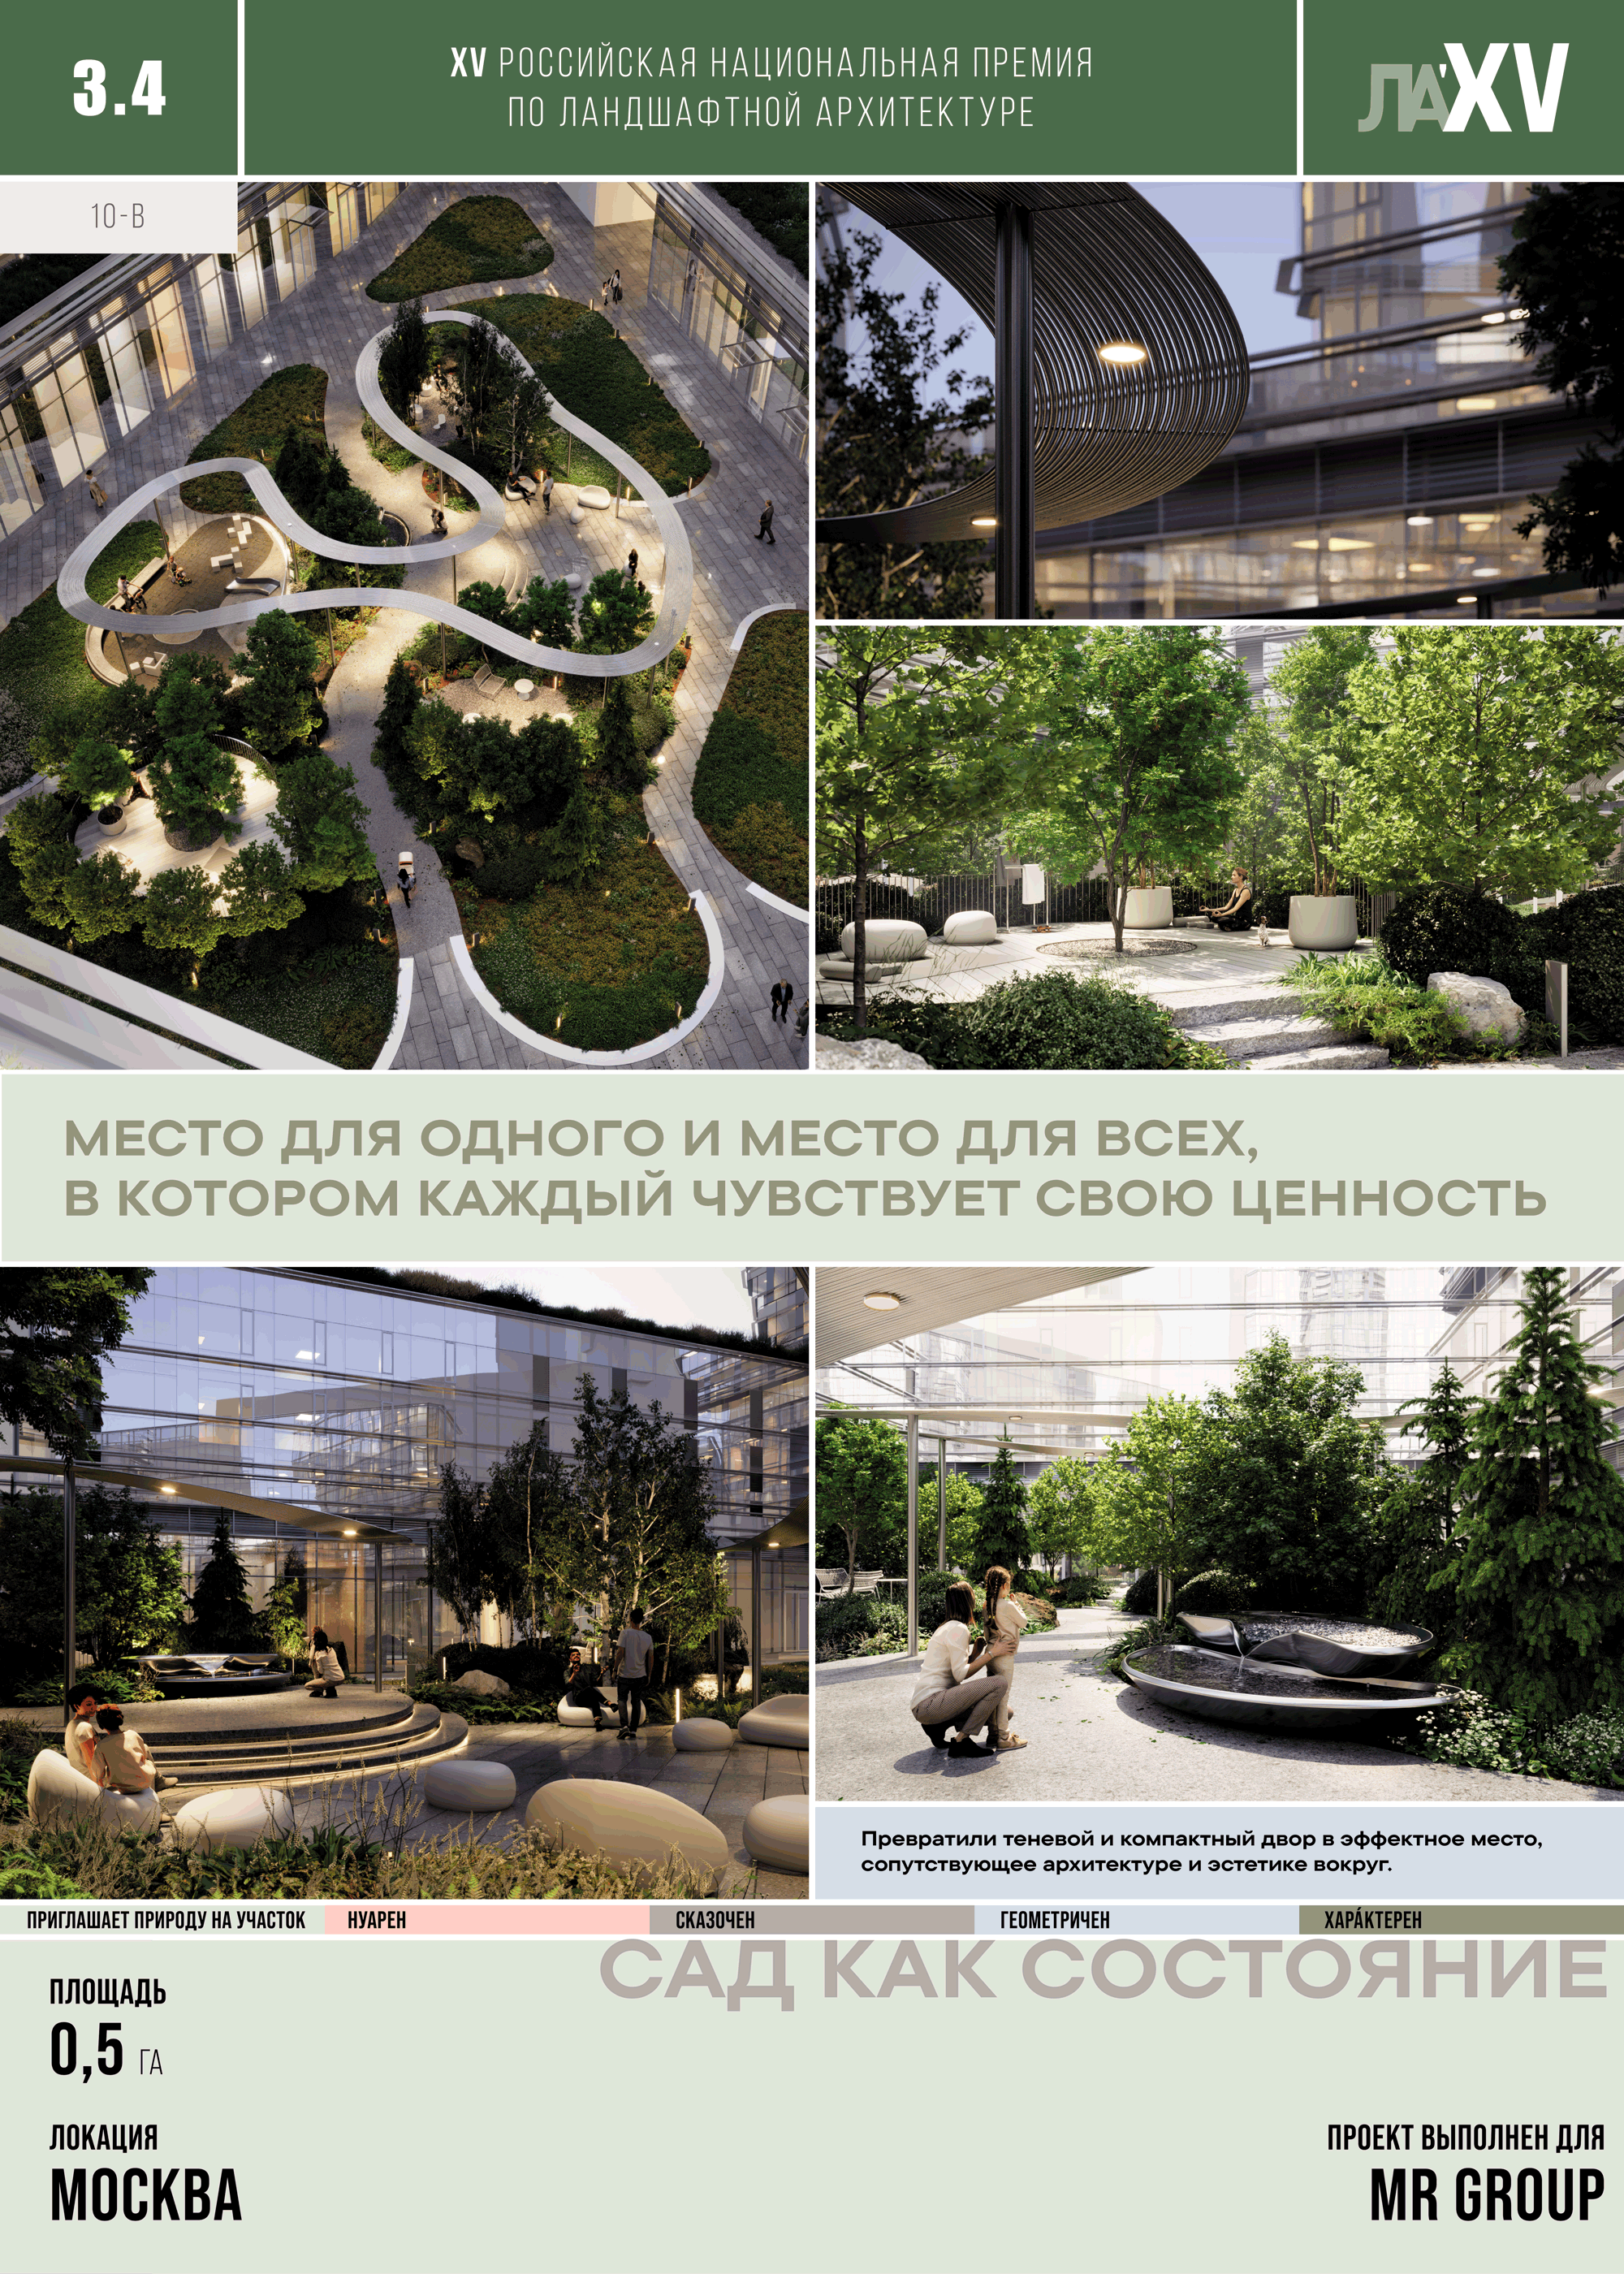 3.4
XV РОССИЙСКАЯ НАЦИОНАЛЬНАЯ ПРЕМИЯ
ПО ЛАНДШАФТНОЙ АРХИТЕКТУРЕ
ЛА'XV
10-В
МЕСТО ДЛЯ ОДНОГО И МЕСТО ДЛЯ ВСЕХ,
В КОТОРОМ КАЖДЫЙ ЧУВСТВУЕТ СВОЮ ЦЕННОСТЬ
Превратили теневой и компактный двор в эффектное место,
сопутствующее архитектуре и эстетике вокруг.
ПРИГЛАШАЕТ ПРИРОДУ НА УЧАСТОК
НУАРЕН
СКАЗОЧЕН
ГЕОМЕТРИЧЕН
ХАРА́КТЕРЕН
САД КАК СОСТОЯНИЕ
ПЛОЩАДЬ
0,5 ГА
ЛОКАЦИЯ
МОСКВА
ПРОЕКТ ВЫПОЛНЕН ДЛЯ
MR GROUP